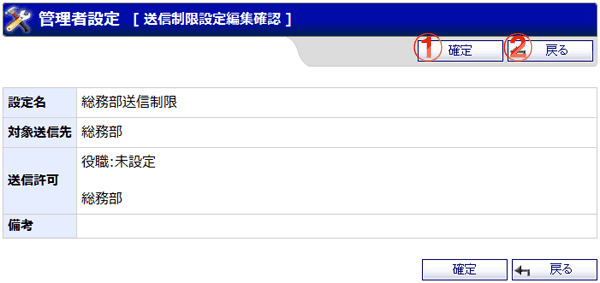 管理者設定 [ 送信制限設定編集確認 ]
① 確定 ② 戻る
設定名 総務部送信制限
対象送信先 総務部
送信許可 役職:未設定
総務部
備考
確定 戻る